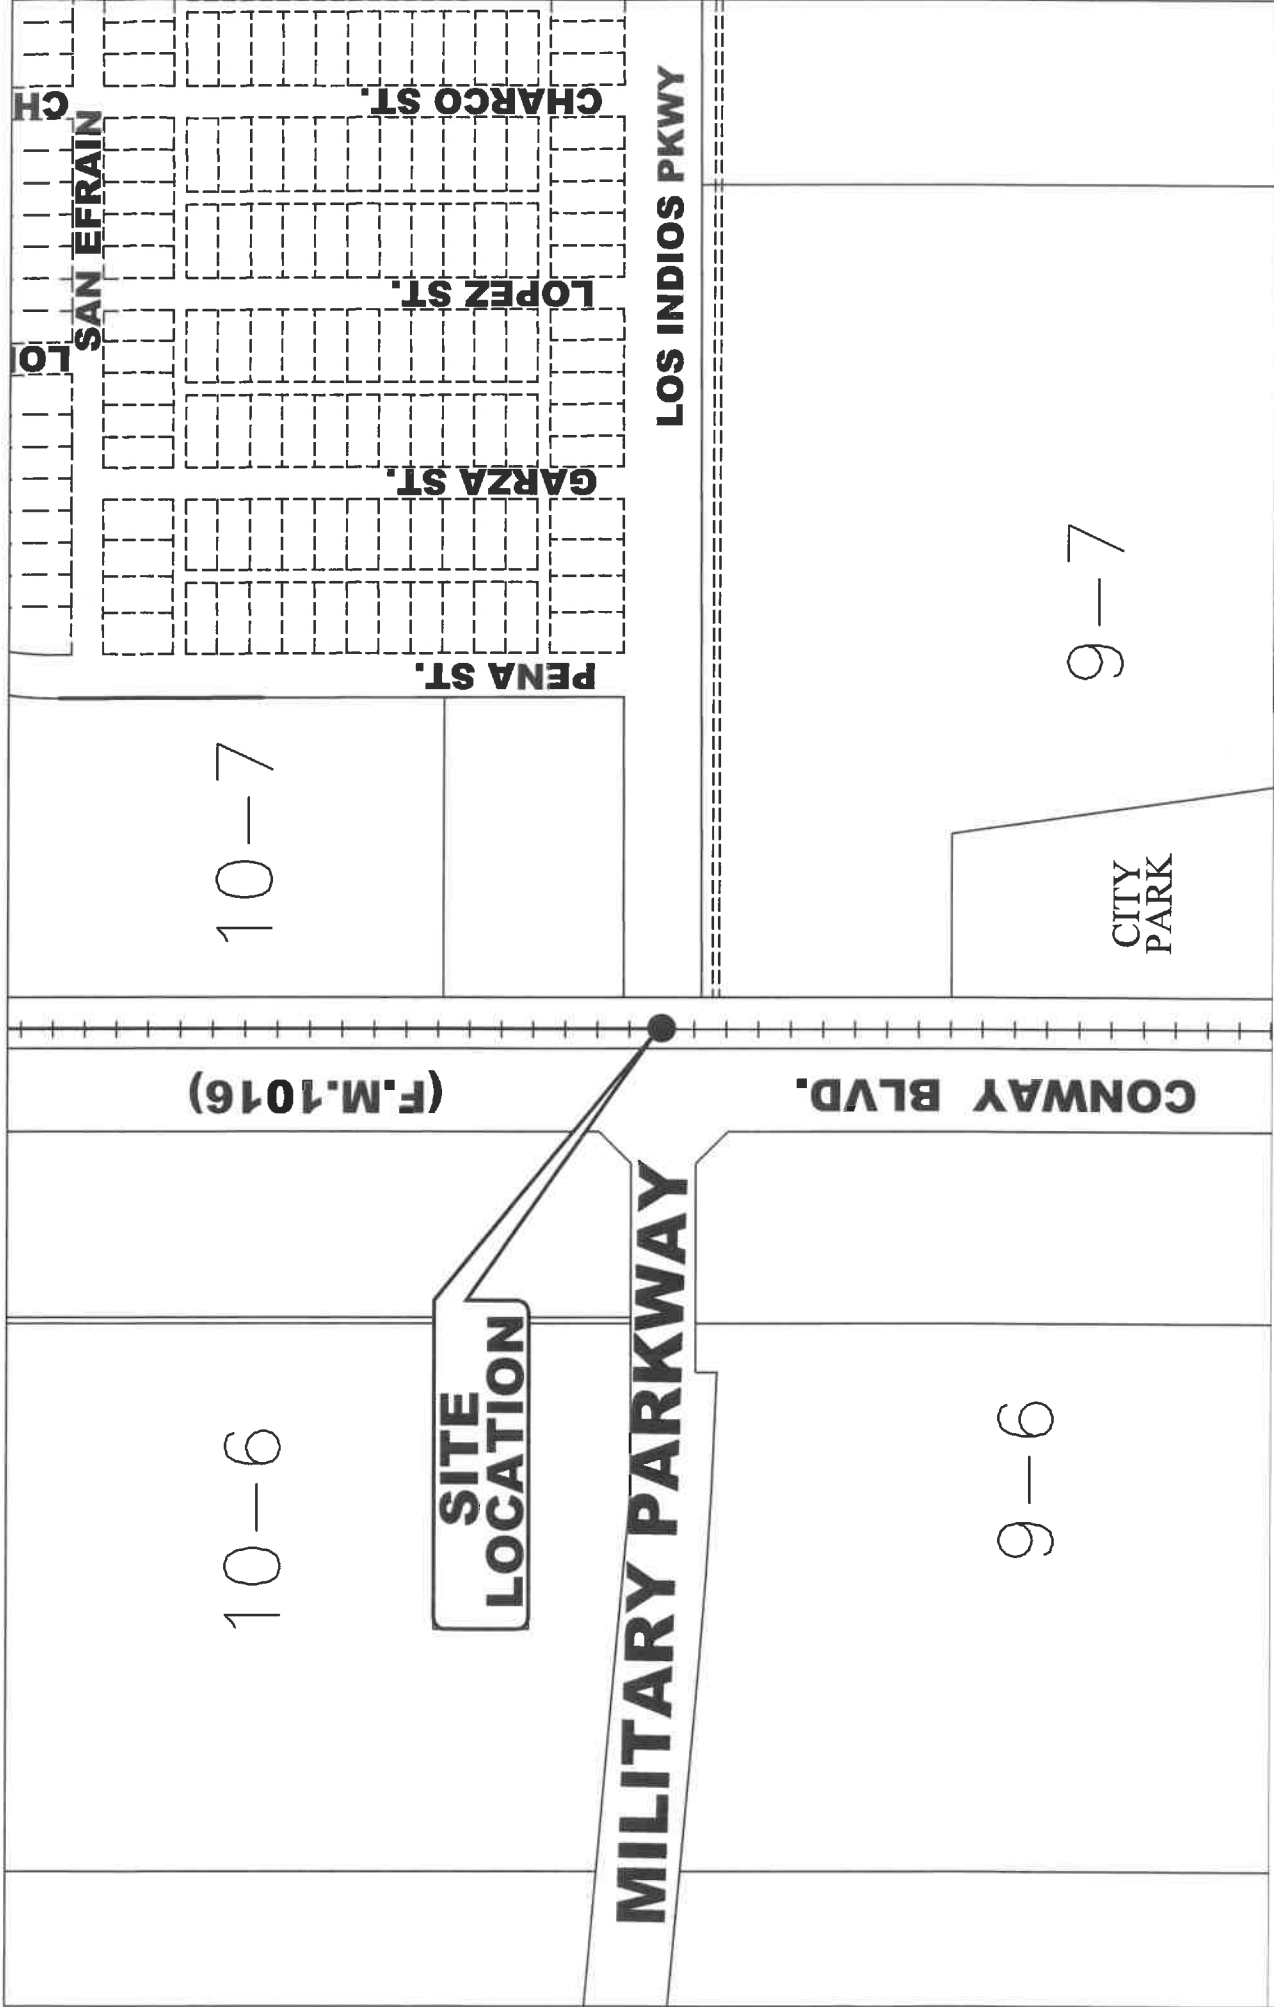 CH
SAN EFRAIN
CHARCO ST.
LOPEZ ST.
GARZA ST.
PENA ST.
LOS INDIOS PKWY
10-7
9-7
CITY
PARK
(F.M.1016)
CONWAY BLVD.
10-6
SITE
LOCATION
MILITARY PARKWAY
9-6